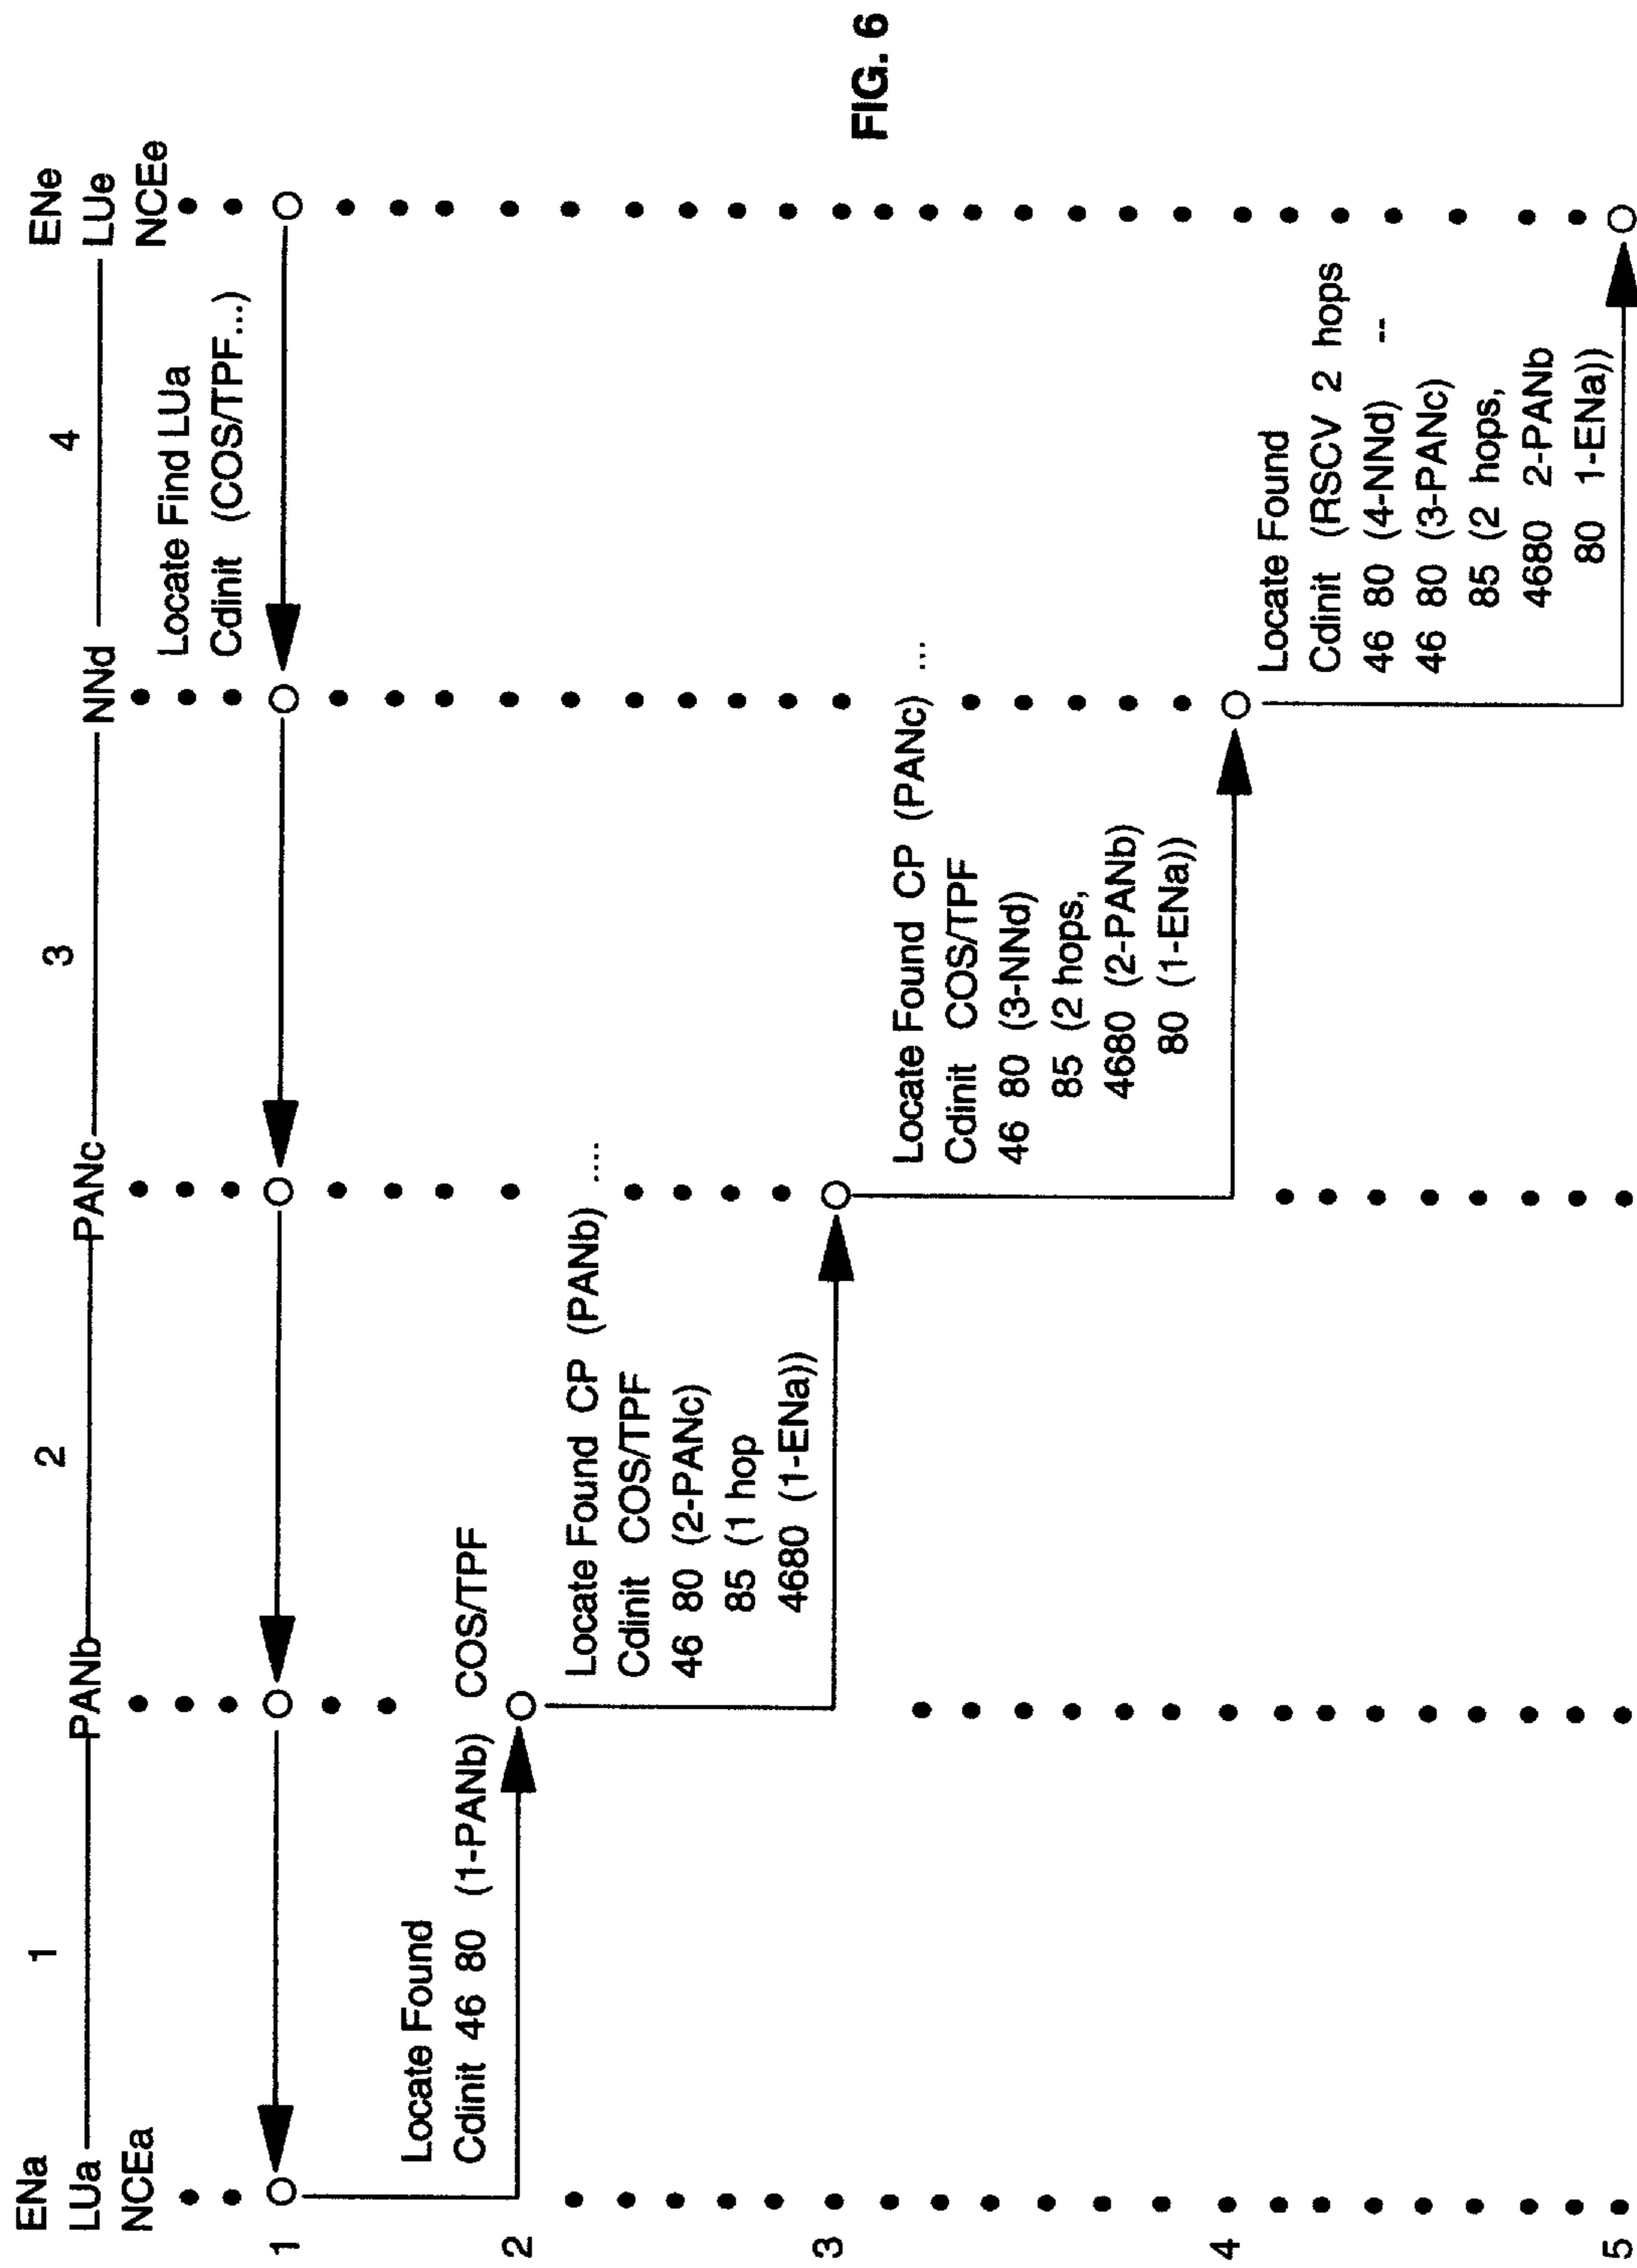 ENa
LUa
NCEa
1
PANb
2
PANc
3
NNd
4
ENe
LUe
NCEe
1
Locate Find LUa
Cdinit (COS/TPF...)
Locate Found
Cdinit 46 80 (1-PANb) COS/TPF
2
Locate Found CP (PANb) ....
Cdinit COS/TPF
46 80 (2-PANc)
85 (1 hop
4680 (1-ENa))
3
Locate Found CP (PANc) ...
Cdinit COS/TPF
46 80 (3-NNd)
85 (2 hops,
4680 (2-PANb)
80 (1-ENa))
4
Locate Found
Cdinit (RSCV 2 hops
46 80 (4-NNd) --
46 80 (3-PANc)
85 (2 hops,
4680 2-PANb
80 1-ENa))
5
FIG. 6